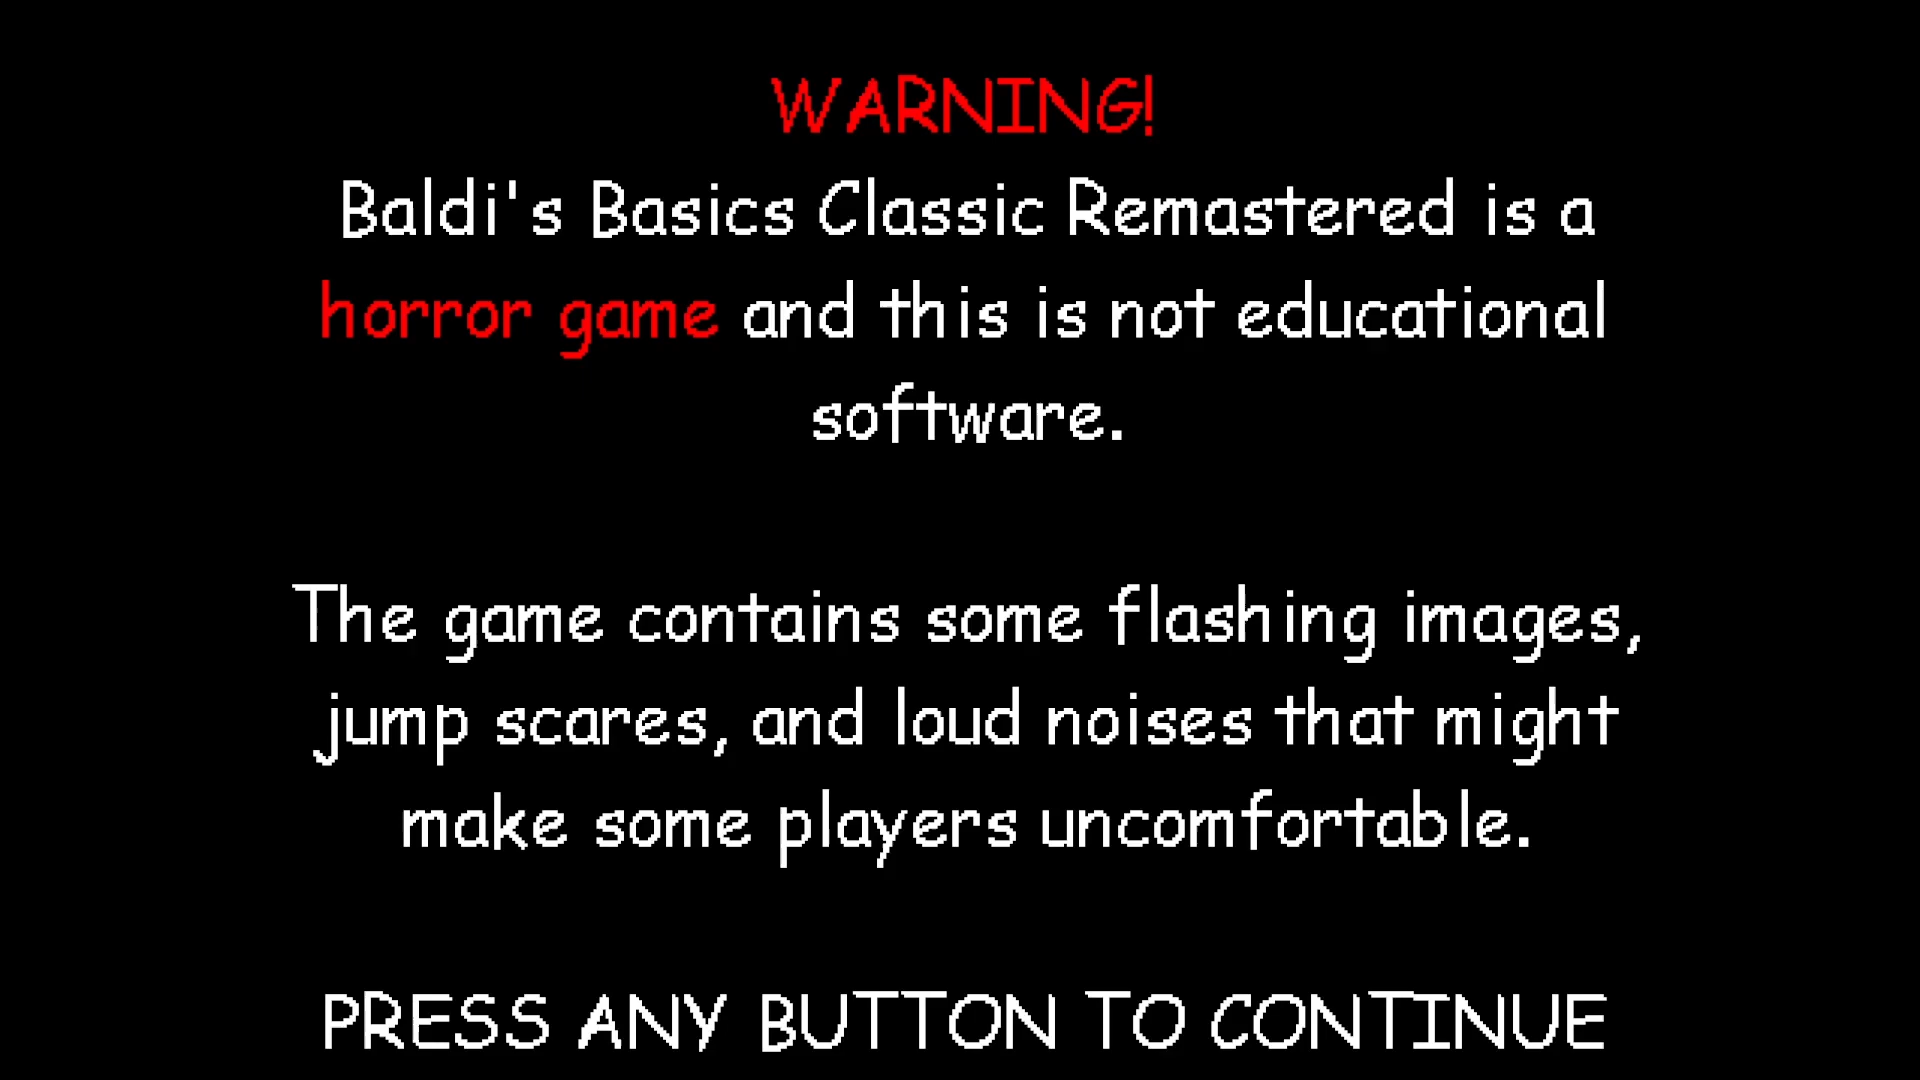 WARNING!
Baldi's Basics Classic Remastered is a
horror game and this is not educational
software.
The game contains some flashing images,
jump scares, and loud noises that might
make some players uncomfortable.
PRESS ANY BUTTON TO CONTINUE